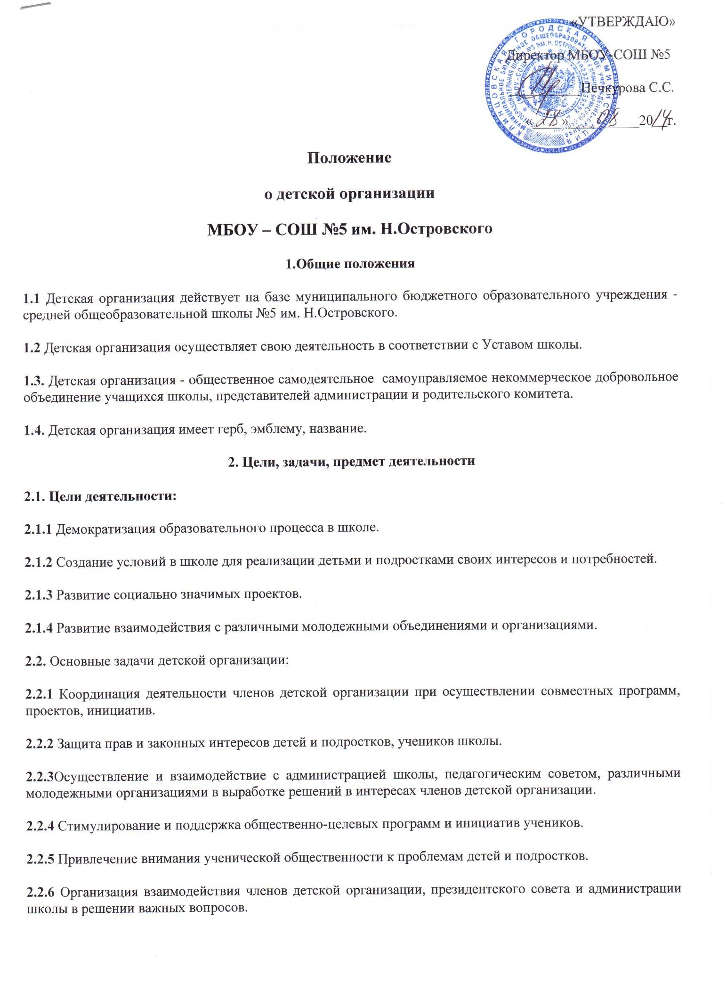 «УТВЕРЖДАЮ»
Директор МБОУ-СОШ №5
Печкурова С.С.
«28» 08 2014г.
КЛИНЦОВСКАЯ ГОРОДСКАЯ АДМИНИСТРАЦИЯ
Положение
о детской организации
МБОУ – СОШ №5 им. Н.Островского
1.Общие положения
1.1 Детская организация действует на базе муниципального бюджетного образовательного учреждения -
средней общеобразовательной школы №5 им. Н.Островского.
1.2 Детская организация осуществляет свою деятельность в соответствии с Уставом школы.
1.3. Детская организация - общественное самодеятельное самоуправляемое некоммерческое добровольное
объединение учащихся школы, представителей администрации и родительского комитета.
1.4. Детская организация имеет герб, эмблему, название.
2. Цели, задачи, предмет деятельности
2.1. Цели деятельности:
2.1.1 Демократизация образовательного процесса в школе.
2.1.2 Создание условий в школе для реализации детьми и подростками своих интересов и потребностей.
2.1.3 Развитие социально значимых проектов.
2.1.4 Развитие взаимодействия с различными молодежными объединениями и организациями.
2.2. Основные задачи детской организации:
2.2.1 Координация деятельности членов детской организации при осуществлении совместных программ,
проектов, инициатив.
2.2.2 Защита прав и законных интересов детей и подростков, учеников школы.
2.2.3Осуществление и взаимодействие с администрацией школы, педагогическим советом, различными
молодежными организациями в выработке решений в интересах членов детской организации.
2.2.4 Стимулирование и поддержка общественно-целевых программ и инициатив учеников.
2.2.5 Привлечение внимания ученической общественности к проблемам детей и подростков.
2.2.6 Организация взаимодействия членов детской организации, президентского совета и администрации
школы в решении важных вопросов.